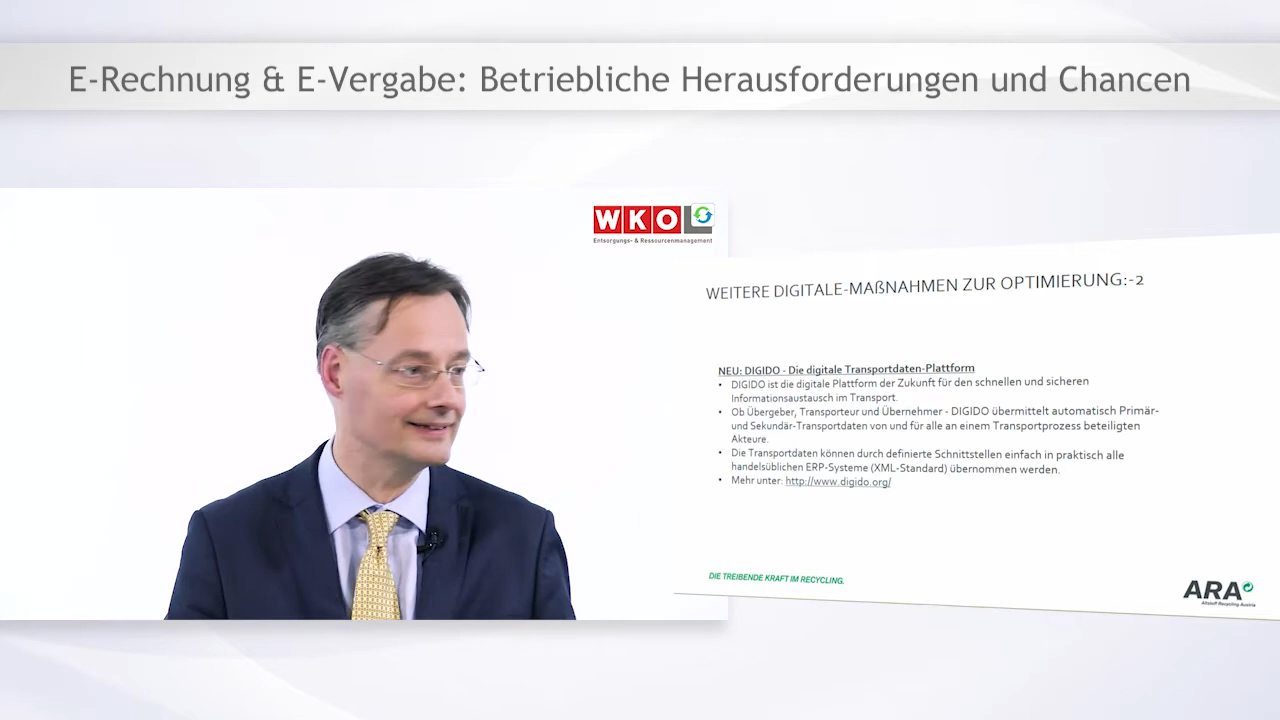 E-Rechnung & E-Vergabe: Betriebliche Herausforderungen und Chancen
WKO
Entsorgungs- & Ressourcenmanagement
WEITERE DIGITALE-MAßNAHMEN ZUR OPTIMIERUNG:-2
NEU: DIGIDO - Die digitale Transportdaten-Plattform
• DIGIDO ist die digitale Plattform der Zukunft für den schnellen und sicheren
Informationsaustausch im Transport.
• Ob Übergeber, Transporteur und Übernehmer - DIGIDO übermittelt automatisch Primär-
und Sekundär-Transportdaten von und für alle an einem Transportprozess beteiligten
Akteure.
• Die Transportdaten können durch definierte Schnittstellen einfach in praktisch alle
handelsüblichen ERP-Systeme (XML-Standard) übernommen werden.
• Mehr unter: http://www.digido.org/
DIE TREIBENDE KRAFT IM RECYCLING.
ARA
Altstoff Recycling Austria